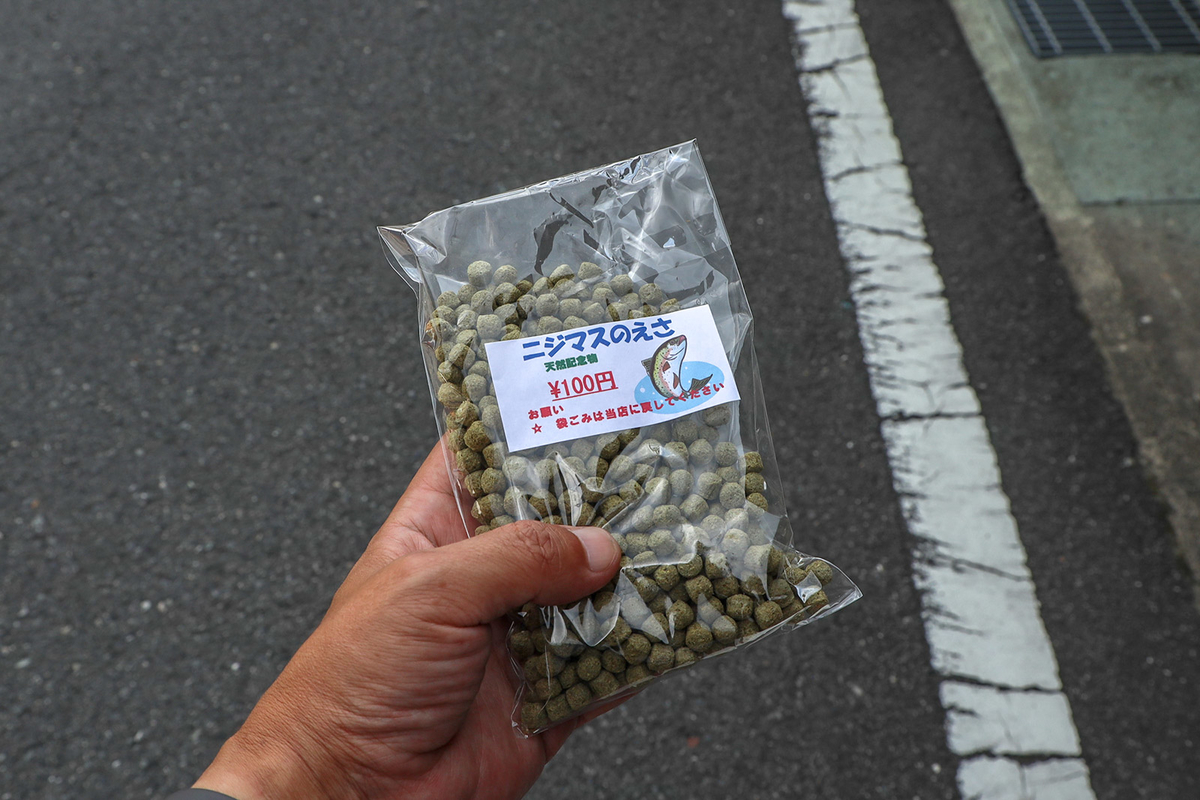 ニジマスのえさ
天然記念物
¥100円
お願い
☆ 袋ごみは当店に戻してください